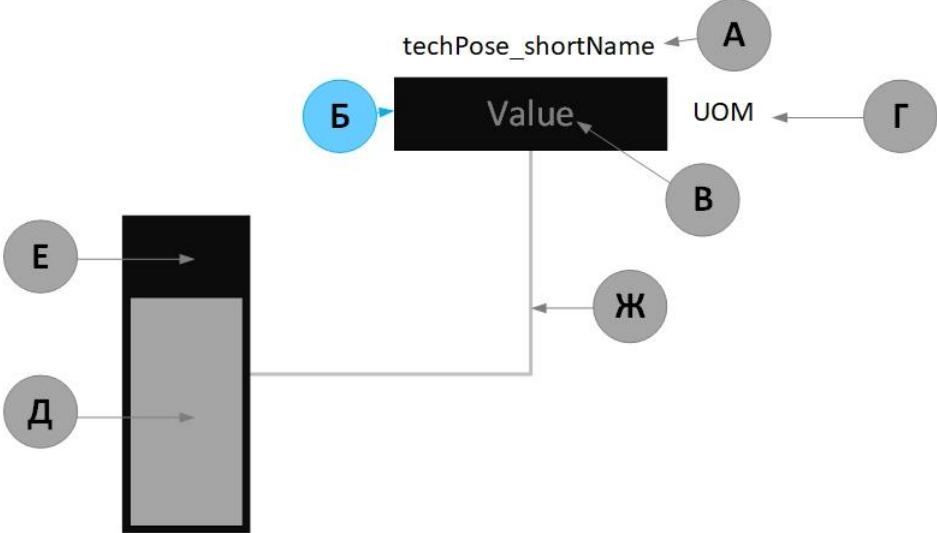 А
techPose_shortName
Б
Value
UOM
Г
В
Е
Ж
Д